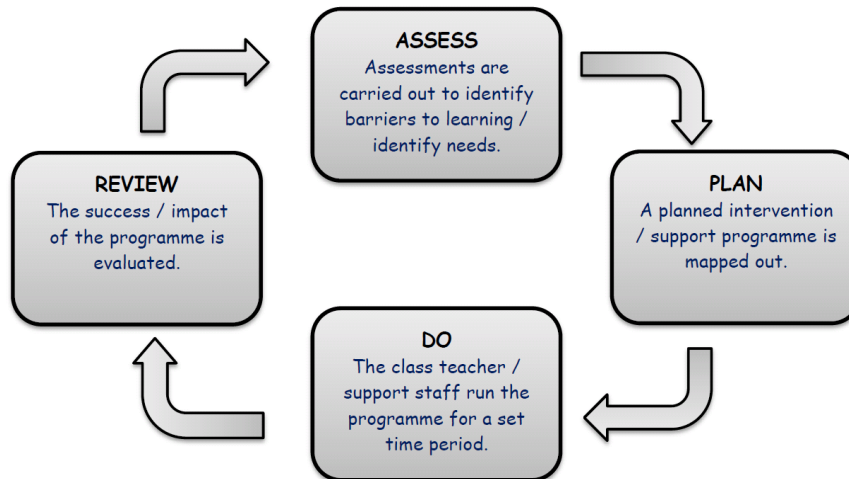 ASSESS
Assessments are
carried out to identify
barriers to learning /
identify needs.
PLAN
A planned intervention
/ support programme is
mapped out.
DO
The class teacher /
support staff run the
programme for a set
time period.
REVIEW
The success / impact
of the programme is
evaluated.